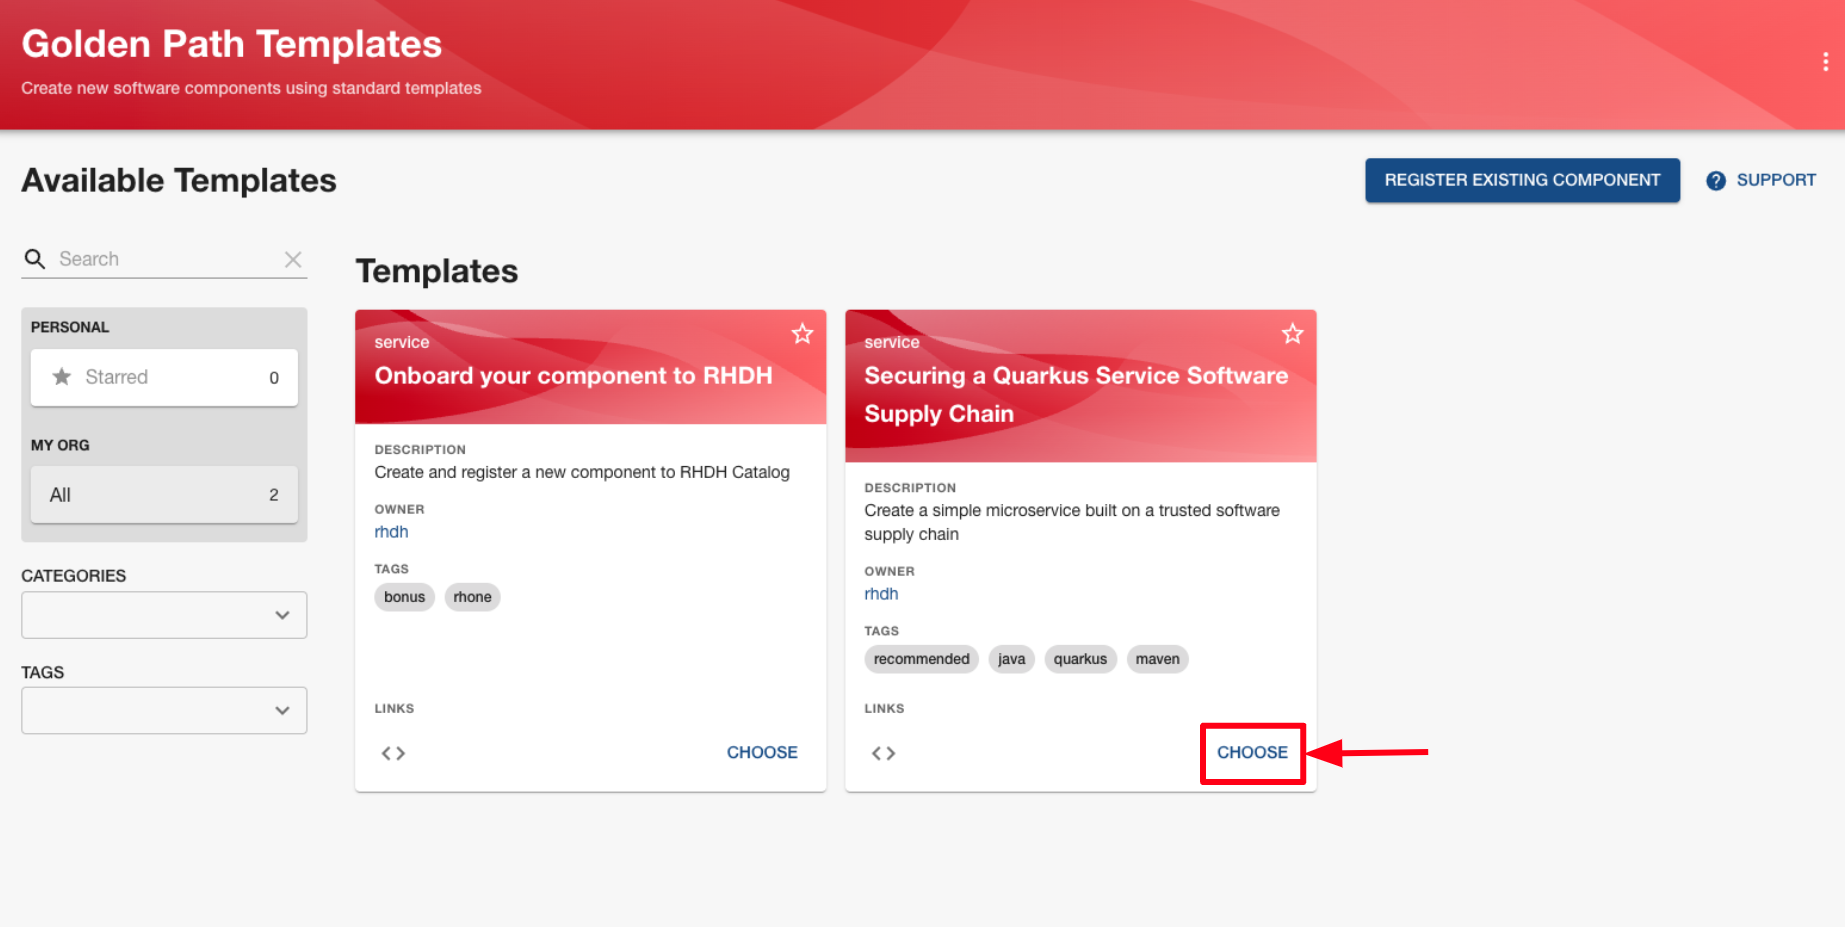 Golden Path Templates
Create new software components using standard templates
Available Templates
REGISTER EXISTING COMPONENT
SUPPORT
Search
PERSONAL
Starred 0
MY ORG
All 2
CATEGORIES
TAGS
Templates
service
Onboard your component to RHDH
DESCRIPTION
Create and register a new component to RHDH Catalog
OWNER
rhdh
TAGS
bonus rhone
LINKS
CHOOSE
service
Securing a Quarkus Service Software
Supply Chain
DESCRIPTION
Create a simple microservice built on a trusted software
supply chain
OWNER
rhdh
TAGS
recommended java quarkus maven
LINKS
CHOOSE